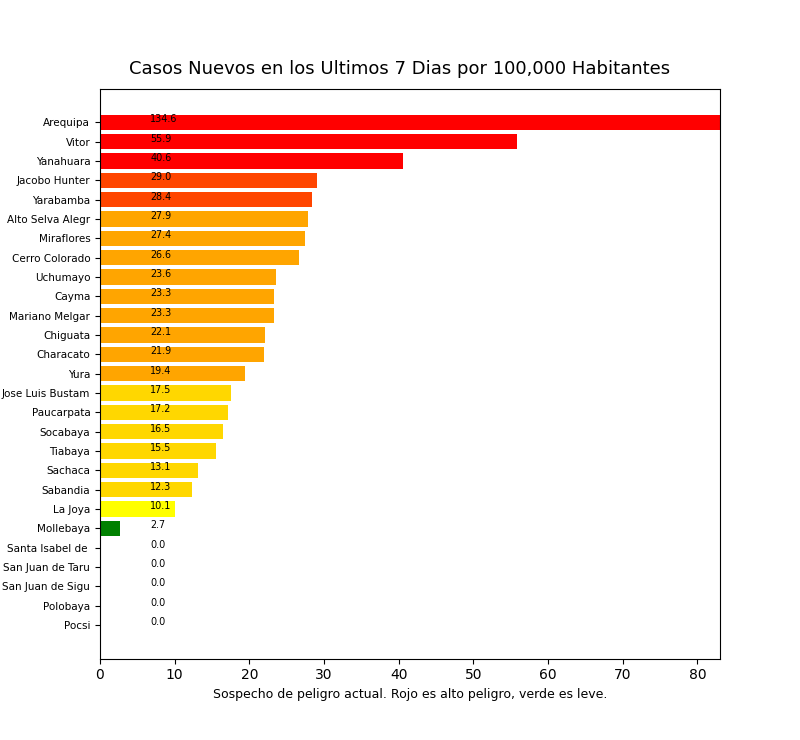 Casos Nuevos en los Ultimos 7 Dias por 100,000 Habitantes
Arequipa 134.6
Vitor 55.9
Yanahuara 40.6
Jacobo Hunter 29.0
Yarabamba 28.4
Alto Selva Alegr 27.9
Miraflores 27.4
Cerro Colorado 26.6
Uchumayo 23.6
Cayma 23.3
Mariano Melgar 23.3
Chiguata 22.1
Characato 21.9
Yura 19.4
Jose Luis Bustam 17.5
Paucarpata 17.2
Socabaya 16.5
Tiabaya 15.5
Sachaca 13.1
Sabandia 12.3
La Joya 10.1
Mollebaya 2.7
Santa Isabel de 0.0
San Juan de Taru 0.0
San Juan de Sigu 0.0
Polobaya 0.0
Pocsi 0.0
0 10 20 30 40 50 60 70 80
Sospecho de peligro actual. Rojo es alto peligro, verde es leve.